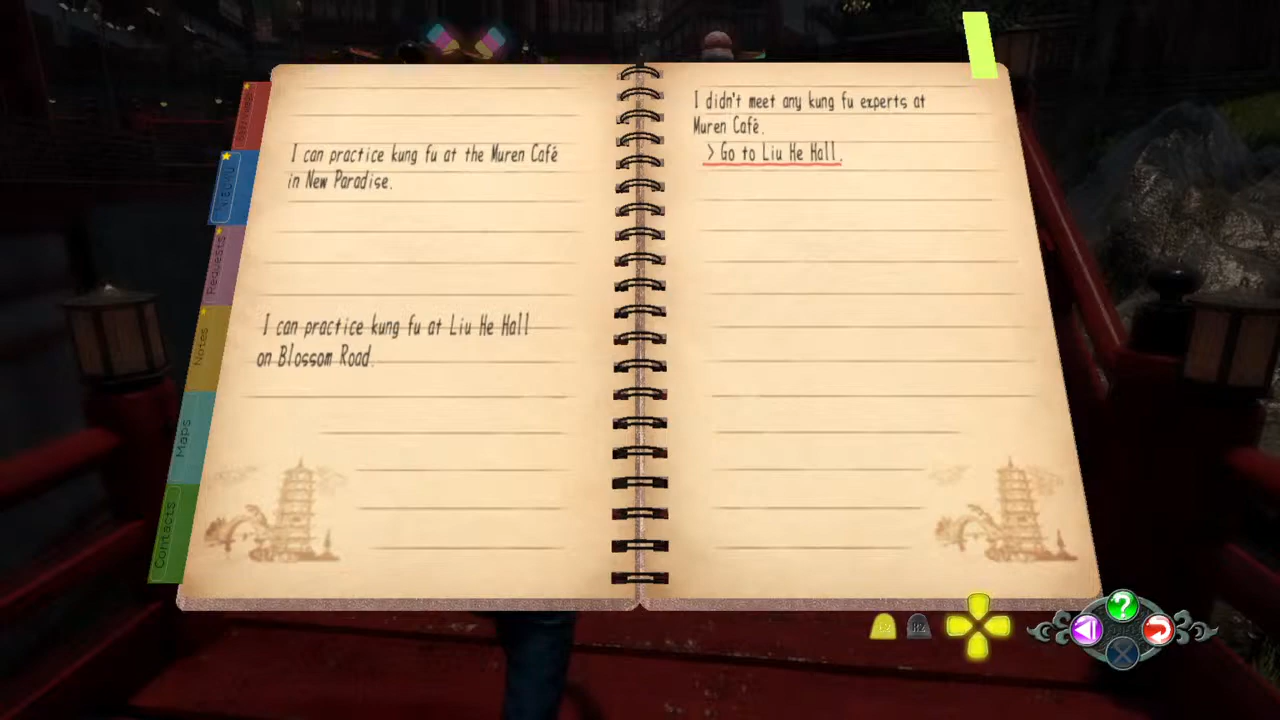 I can practice kung fu at the Muren Café
in New Paradise.
I can practice kung fu at Liu He Hall
on Blossom Road.
I didn't meet any kung fu experts at
Muren Café.
> Go to Liu He Hall.
Requests
Notes
Maps
Contacts
R2
?